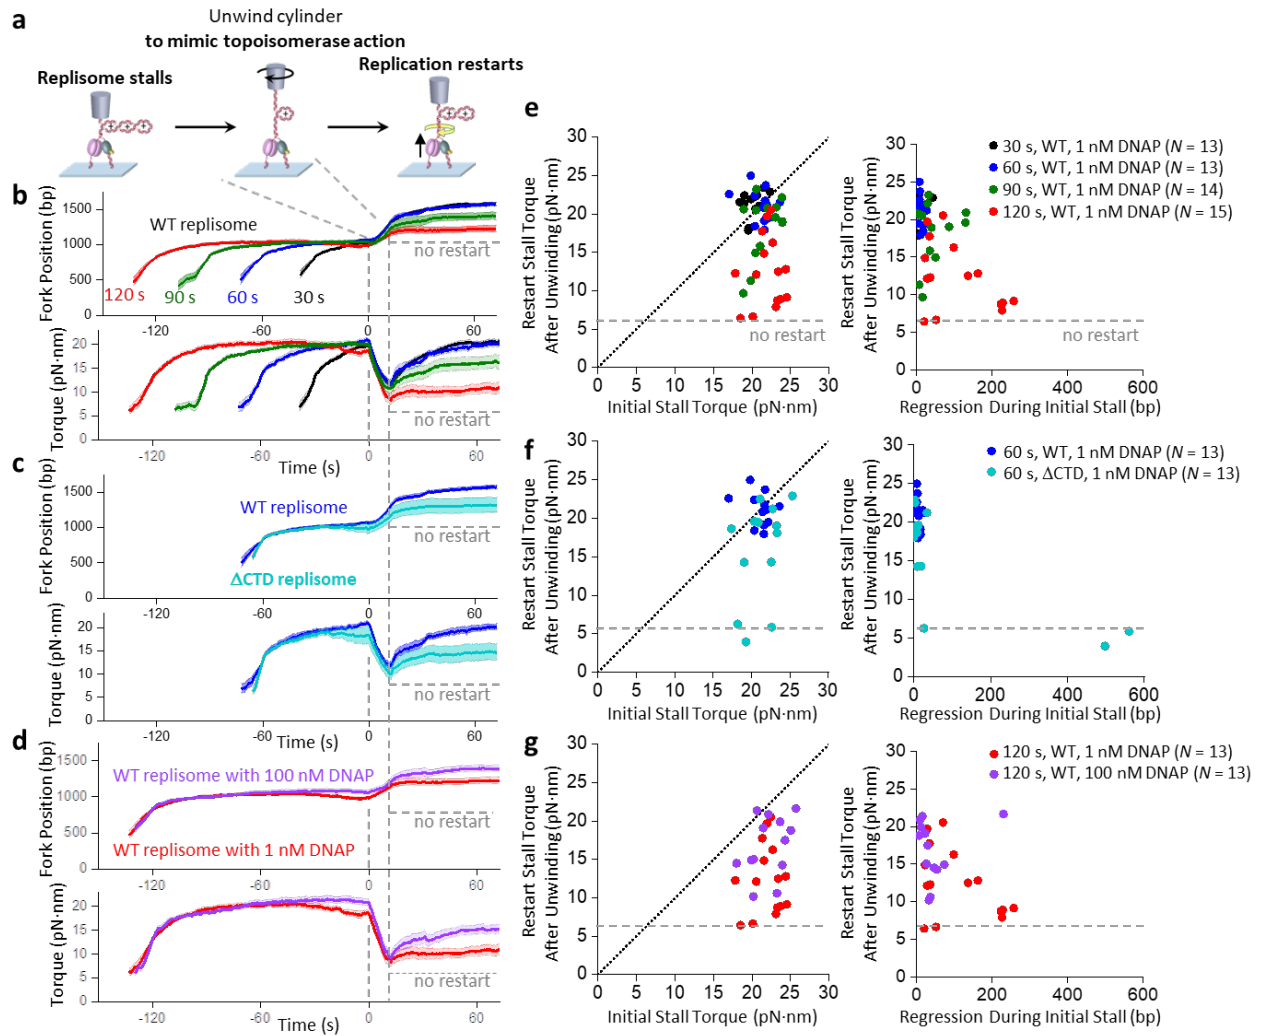 a
Unwind cylinder
to mimic topoisomerase action
Replisome stalls
Replication restarts
+ + +
+
+ +
b
Fork Position (bp)
1500
1000
500
0
WT replisome
120 s
90 s
60 s
30 s
no restart
-120
-60
0
60
Torque (pN·nm)
20
15
10
5
0
no restart
-120
-60
0
60
Time (s)
c
Fork Position (bp)
1500
1000
500
0
WT replisome
ΔCTD replisome
no restart
-120
-60
0
60
Torque (pN·nm)
20
15
10
5
0
no restart
-120
-60
0
60
Time (s)
d
Fork Position (bp)
1500
1000
500
0
WT replisome with 100 nM DNAP
WT replisome with 1 nM DNAP
no restart
-120
-60
0
60
Torque (pN·nm)
20
15
10
5
0
no restart
-120
-60
0
60
Time (s)
e
Restart Stall Torque
After Unwinding (pN·nm)
30
25
20
15
10
5
0
no restart
0 5 10 15 20 25 30
Initial Stall Torque (pN·nm)
Restart Stall Torque
After Unwinding (pN·nm)
30
25
20
15
10
5
0
30 s, WT, 1 nM DNAP (N = 13)
60 s, WT, 1 nM DNAP (N = 13)
90 s, WT, 1 nM DNAP (N = 14)
120 s, WT, 1 nM DNAP (N = 15)
no restart
0 200 400 600
Regression During Initial Stall (bp)
f
Restart Stall Torque
After Unwinding (pN·nm)
30
25
20
15
10
5
0
0 5 10 15 20 25 30
Initial Stall Torque (pN·nm)
Restart Stall Torque
After Unwinding (pN·nm)
30
25
20
15
10
5
0
60 s, WT, 1 nM DNAP (N = 13)
60 s, ΔCTD, 1 nM DNAP (N = 13)
0 200 400 600
Regression During Initial Stall (bp)
g
Restart Stall Torque
After Unwinding (pN·nm)
30
25
20
15
10
5
0
0 5 10 15 20 25 30
Initial Stall Torque (pN·nm)
Restart Stall Torque
After Unwinding (pN·nm)
30
25
20
15
10
5
0
120 s, WT, 1 nM DNAP (N = 13)
120 s, WT, 100 nM DNAP (N = 13)
0 200 400 600
Regression During Initial Stall (bp)